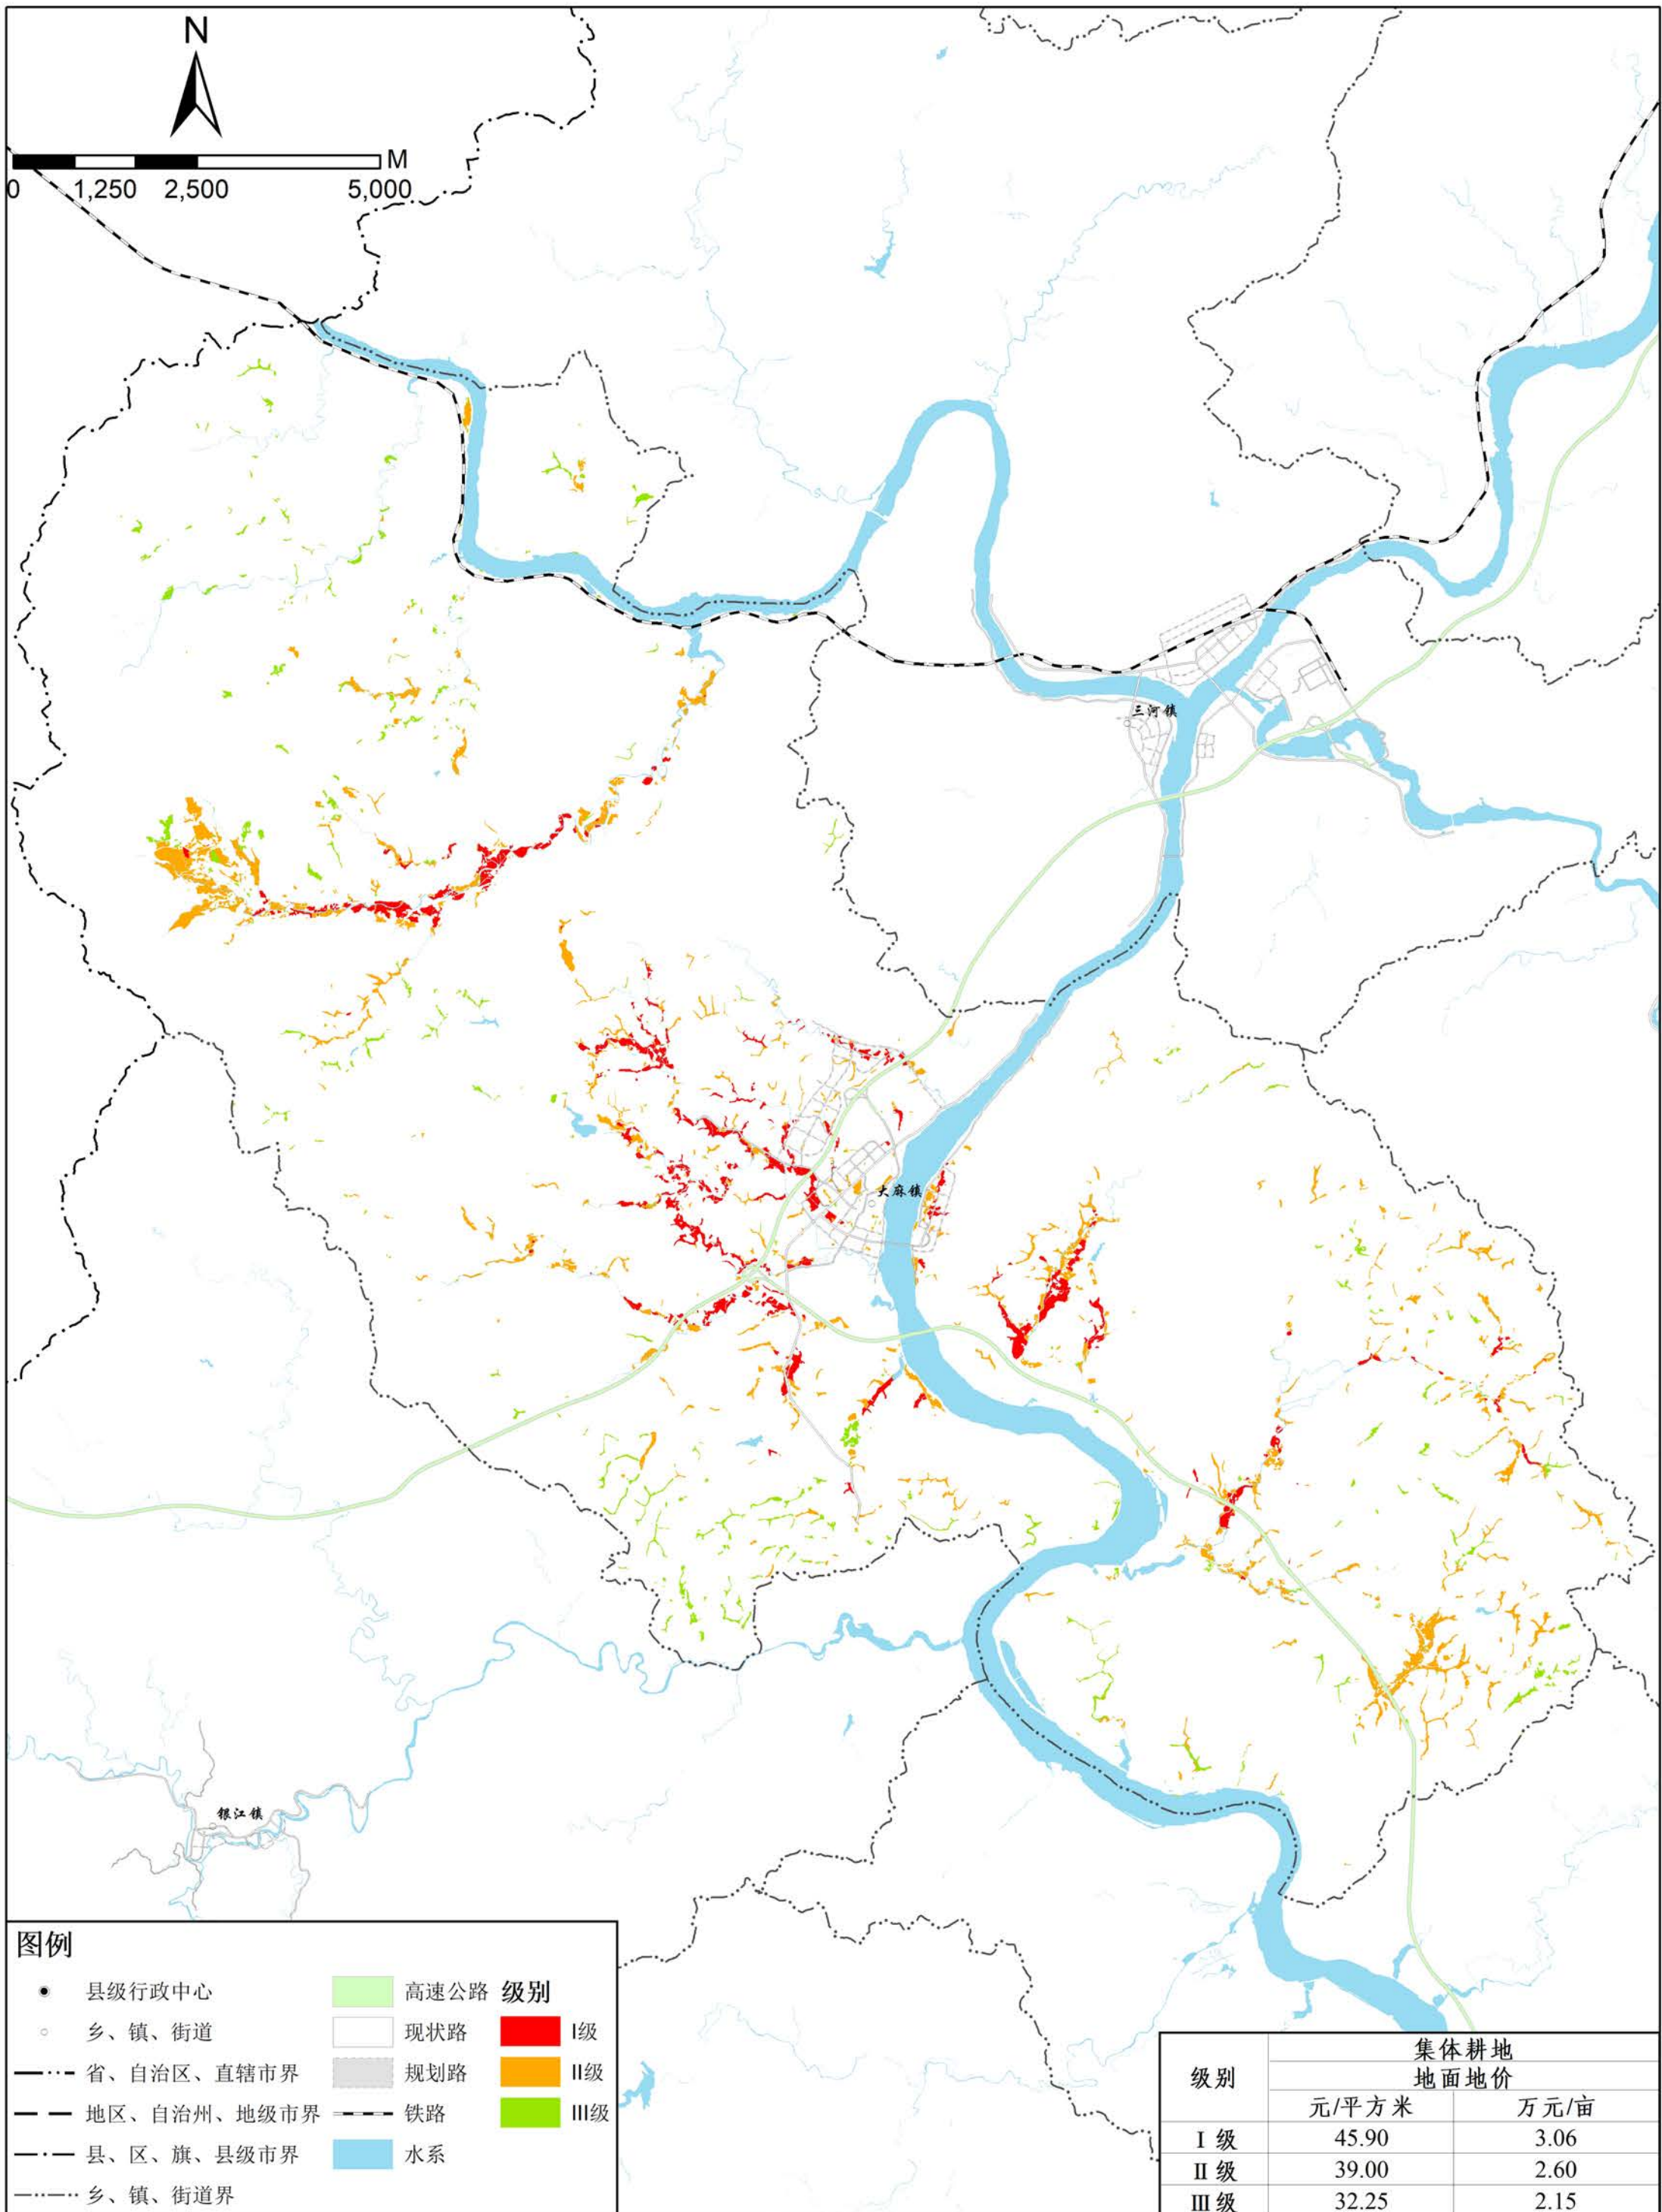 N
M
0 1,250 2,500 5,000
三河镇
大麻镇
银江镇
图例
县级行政中心
乡、镇、街道
省、自治区、直辖市界
地区、自治州、地级市界
县、区、旗、县级市界
乡、镇、街道界
高速公路
现状路
规划路
铁路
水系
级别
I级
II级
III级
级别
集体耕地
地面地价
元/平方米 万元/亩
I 级 45.90 3.06
II 级 39.00 2.60
III 级 32.25 2.15